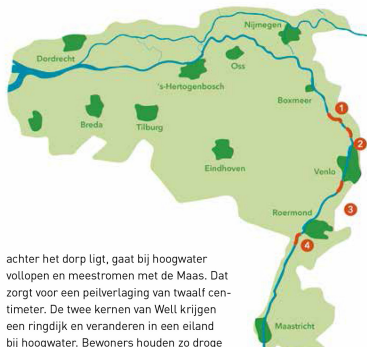 Nijmegen
Dordrecht
Oss
's-Hertogenbosch
Boxmeer
1
Breda
Tilburg
2
Eindhoven
Venlo
3
Roermond
4
Maastricht
achter het dorp ligt, gaat bij hoogwater
vollopen en meestromen met de Maas. Dat
zorgt voor een peilverlaging van twaalf cen-
timeter. De twee kernen van Well krijgen
een ringdijk en veranderen in een eiland
bij hoogwater. Bewoners houden zo droge